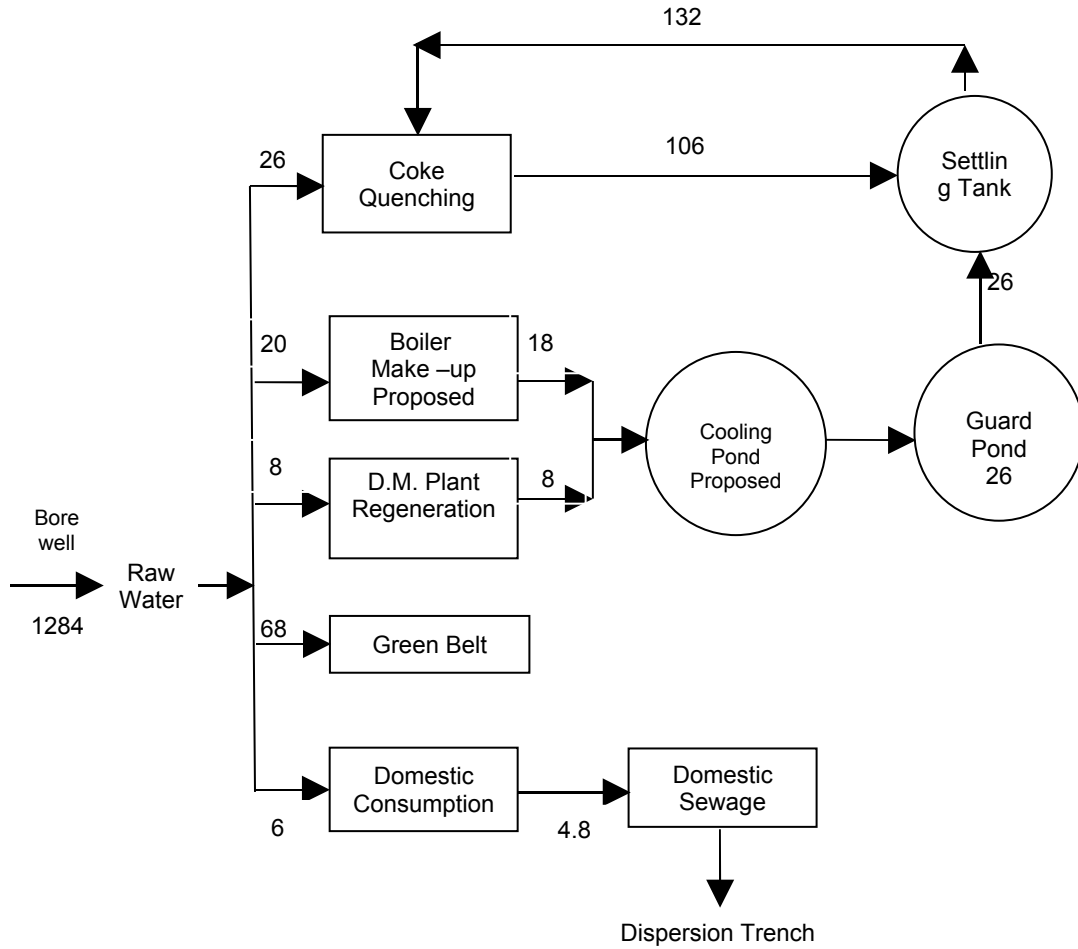 132
26
Coke
Quenching
106
Settlin
g Tank
26
20
Boiler
Make –up
Proposed
18
8
D.M. Plant
Regeneration
8
Cooling
Pond
Proposed
Guard
Pond
26
Bore
well
1284
Raw
Water
68
Green Belt
6
Domestic
Consumption
4.8
Domestic
Sewage
Dispersion Trench